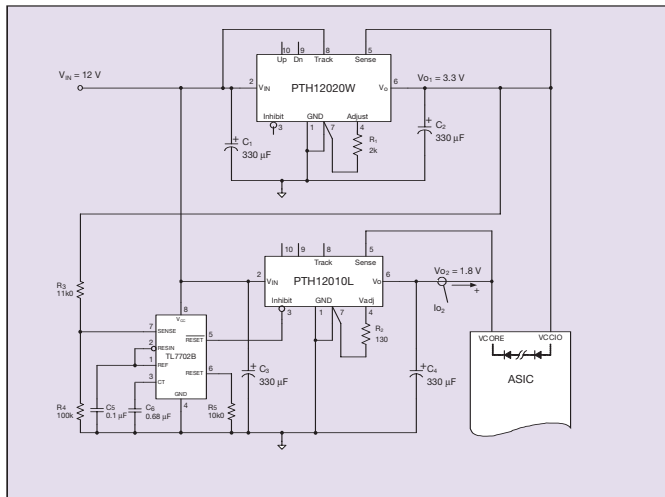 10 9 8 5
Up Dn Track Sense
V_IN = 12 V
2 V_IN PTH12020W V_O 6 Vo₁ = 3.3 V
Inhibit GND Adjust
3 1 7 4
+ C₁ 330 µF
R₁ 2k
+ C₂ 330 µF
10 9 8 5
Track Sense
R₃ 11k0
2 V_IN PTH12010L Vo 6 Vo₂ = 1.8 V
+
Io₂
Inhibit GND Vadj
3 1 7 4
8
V_CC
7 SENSE
RESET 5
2 RESIN
TL7702B
1 REF
RESET 6
3 CT
GND
4
R₂ 130
+ C₃ 330 µF
+ C₄ 330 µF
VCORE VCCIO
ASIC
R₄ 100k
C₅ 0.1 µF
C₆ 0.68 µF
R₅ 10k0